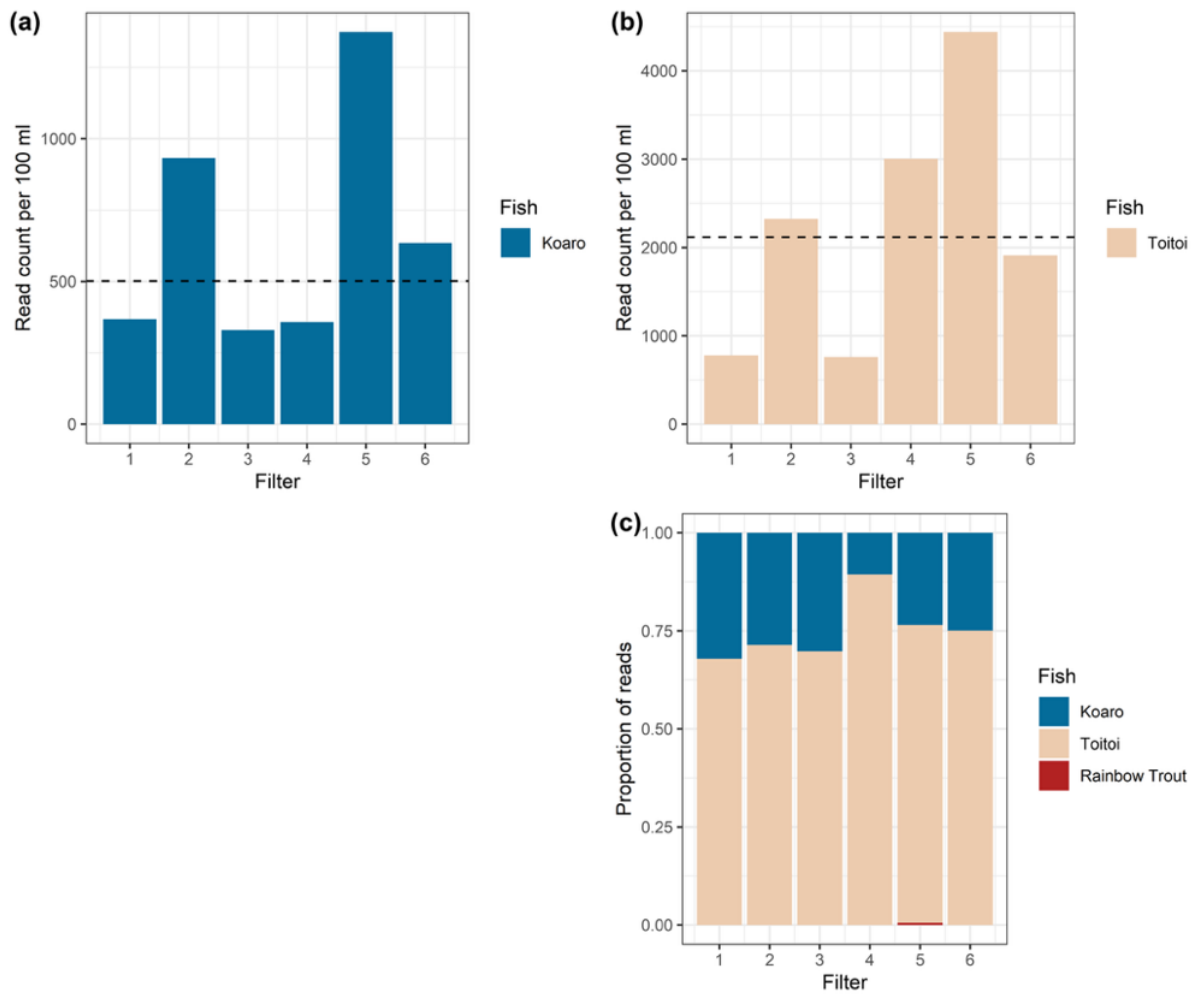 (a)
Read count per 100 ml
1000
500
0
1 2 3 4 5 6
Filter
Fish
Koaro
(b)
Read count per 100 ml
4000
3000
2000
1000
0
1 2 3 4 5 6
Filter
Fish
Toitoi
(c)
Proportion of reads
1.00
0.75
0.50
0.25
0.00
1 2 3 4 5 6
Filter
Fish
Koaro
Toitoi
Rainbow Trout